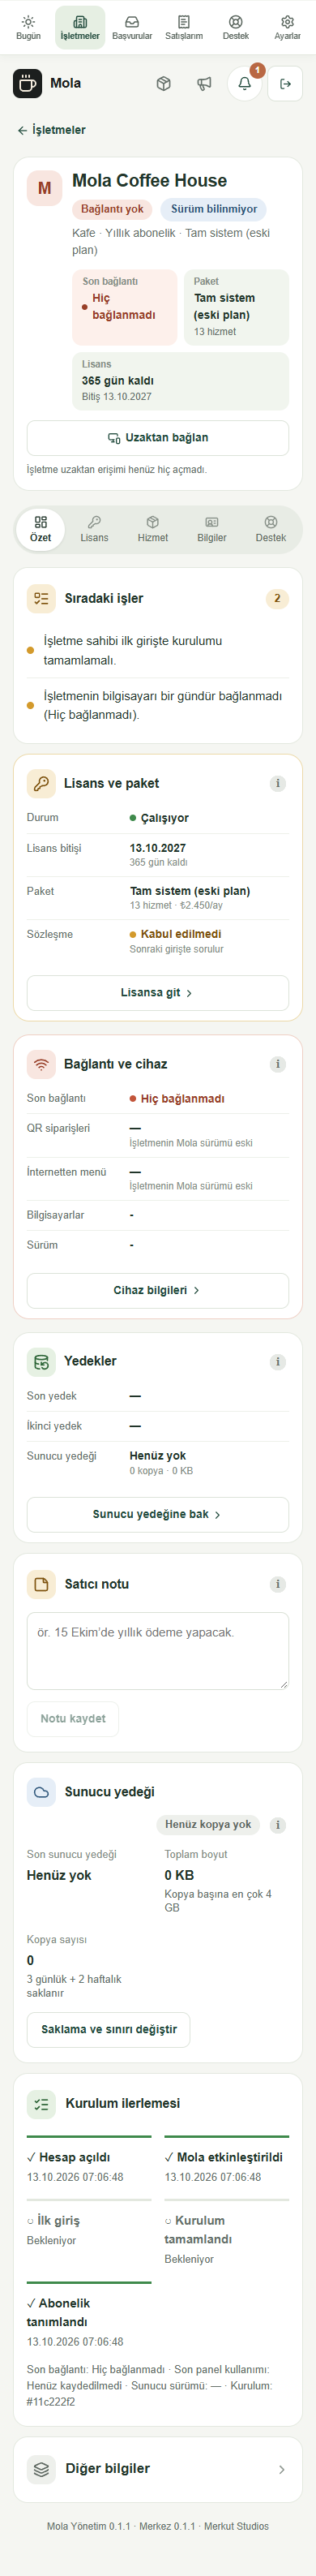 Bugün
İşletmeler
Başvurular
Satışlarım
Destek
Ayarlar
Mola
1
← İşletmeler
M
Mola Coffee House
Bağlantı yok
Sürüm bilinmiyor
Kafe · Yıllık abonelik · Tam sistem (eski
plan)
Son bağlantı
Hiç
bağlanmadı
Paket
Tam sistem
(eski plan)
13 hizmet
Lisans
365 gün kaldı
Bitiş 13.10.2027
Uzaktan bağlan
İşletme uzaktan erişimi henüz hiç açmadı.
Özet
Lisans
Hizmet
Bilgiler
Destek
Sıradaki işler
2
İşletme sahibi ilk girişte kurulumu
tamamlamalı.
İşletmenin bilgisayarı bir gündür bağlanmadı
(Hiç bağlanmadı).
Lisans ve paket
i
Durum
Çalışıyor
Lisans bitişi
13.10.2027
365 gün kaldı
Paket
Tam sistem (eski plan)
13 hizmet · ₺2.450/ay
Sözleşme
Kabul edilmedi
Sonraki girişte sorulur
Lisansa git
Bağlantı ve cihaz
i
Son bağlantı
Hiç bağlanmadı
QR siparişleri
—
İşletmenin Mola sürümü eski
İnternetten menü
—
İşletmenin Mola sürümü eski
Bilgisayarlar
-
Sürüm
-
Cihaz bilgileri
Yedekler
i
Son yedek
—
İkinci yedek
—
Sunucu yedeği
Henüz yok
0 kopya · 0 KB
Sunucu yedeğine bak
Satıcı notu
i
ör. 15 Ekim'de yıllık ödeme yapacak.
Notu kaydet
Sunucu yedeği
Henüz kopya yok
i
Son sunucu yedeği
Henüz yok
Toplam boyut
0 KB
Kopya başına en çok 4
GB
Kopya sayısı
0
3 günlük + 2 haftalık
saklanır
Saklama ve sınırı değiştir
Kurulum ilerlemesi
✓ Hesap açıldı
13.10.2026 07:06:48
✓ Mola etkinleştirildi
13.10.2026 07:06:48
○ İlk giriş
Bekleniyor
○ Kurulum
tamamlandı
Bekleniyor
✓ Abonelik
tanımlandı
13.10.2026 07:06:48
Son bağlantı: Hiç bağlanmadı · Son panel kullanımı:
Henüz kaydedilmedi · Sunucu sürümü: — · Kurulum:
#11c222f2
Diğer bilgiler
Mola Yönetim 0.1.1 · Merkez 0.1.1 · Merkut Studios